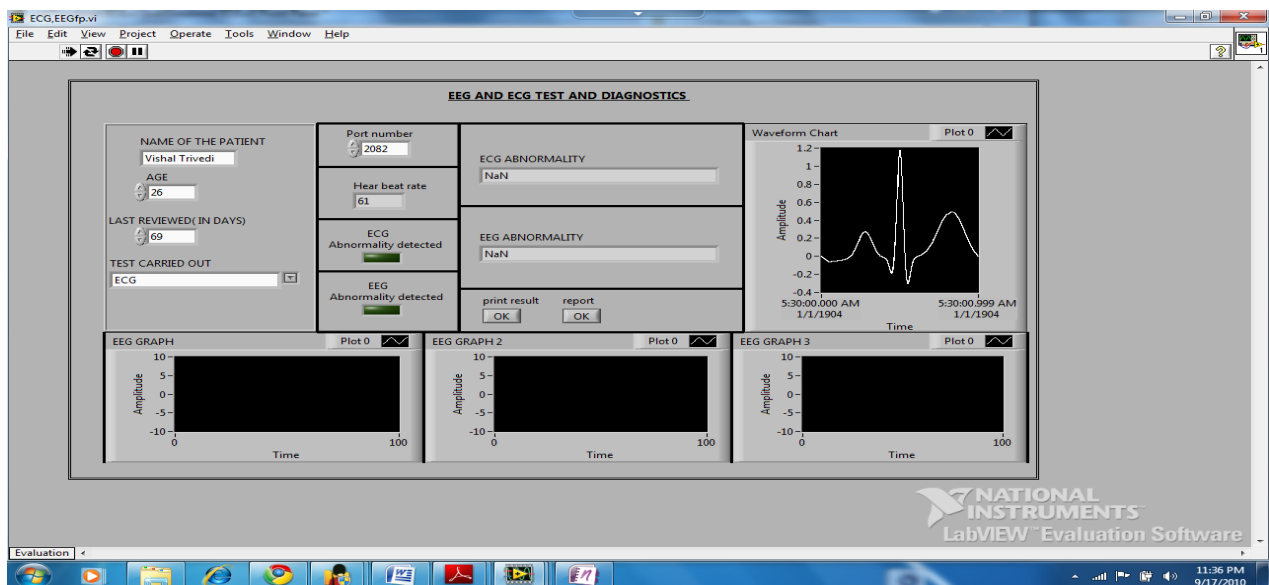 ECG,EEGfp.vi
File Edit View Project Operate Tools Window Help
1
EEG AND ECG TEST AND DIAGNOSTICS
NAME OF THE PATIENT
Vishal Trivedi
AGE
26
LAST REVIEWED( IN DAYS)
69
TEST CARRIED OUT
ECG
Port number
2082
Hear beat rate
61
ECG
Abnormality detected
EEG
Abnormality detected
ECG ABNORMALITY
NaN
EEG ABNORMALITY
NaN
print result report
OK OK
Waveform Chart Plot 0
Amplitude
1.2
1
0.8
0.6
0.4
0.2
0
-0.2
-0.4
5:30:00.000 AM 5:30:00.999 AM
1/1/1904 1/1/1904
Time
EEG GRAPH Plot 0
Amplitude
10
5
0
-5
-10
0 100
Time
EEG GRAPH 2 Plot 0
Amplitude
10
5
0
-5
-10
0 100
Time
EEG GRAPH 3 Plot 0
Amplitude
10
5
0
-5
-10
0 100
Time
NATIONAL
INSTRUMENTS
LabVIEW™ Evaluation Software
Evaluation
11:36 PM
9/17/2010